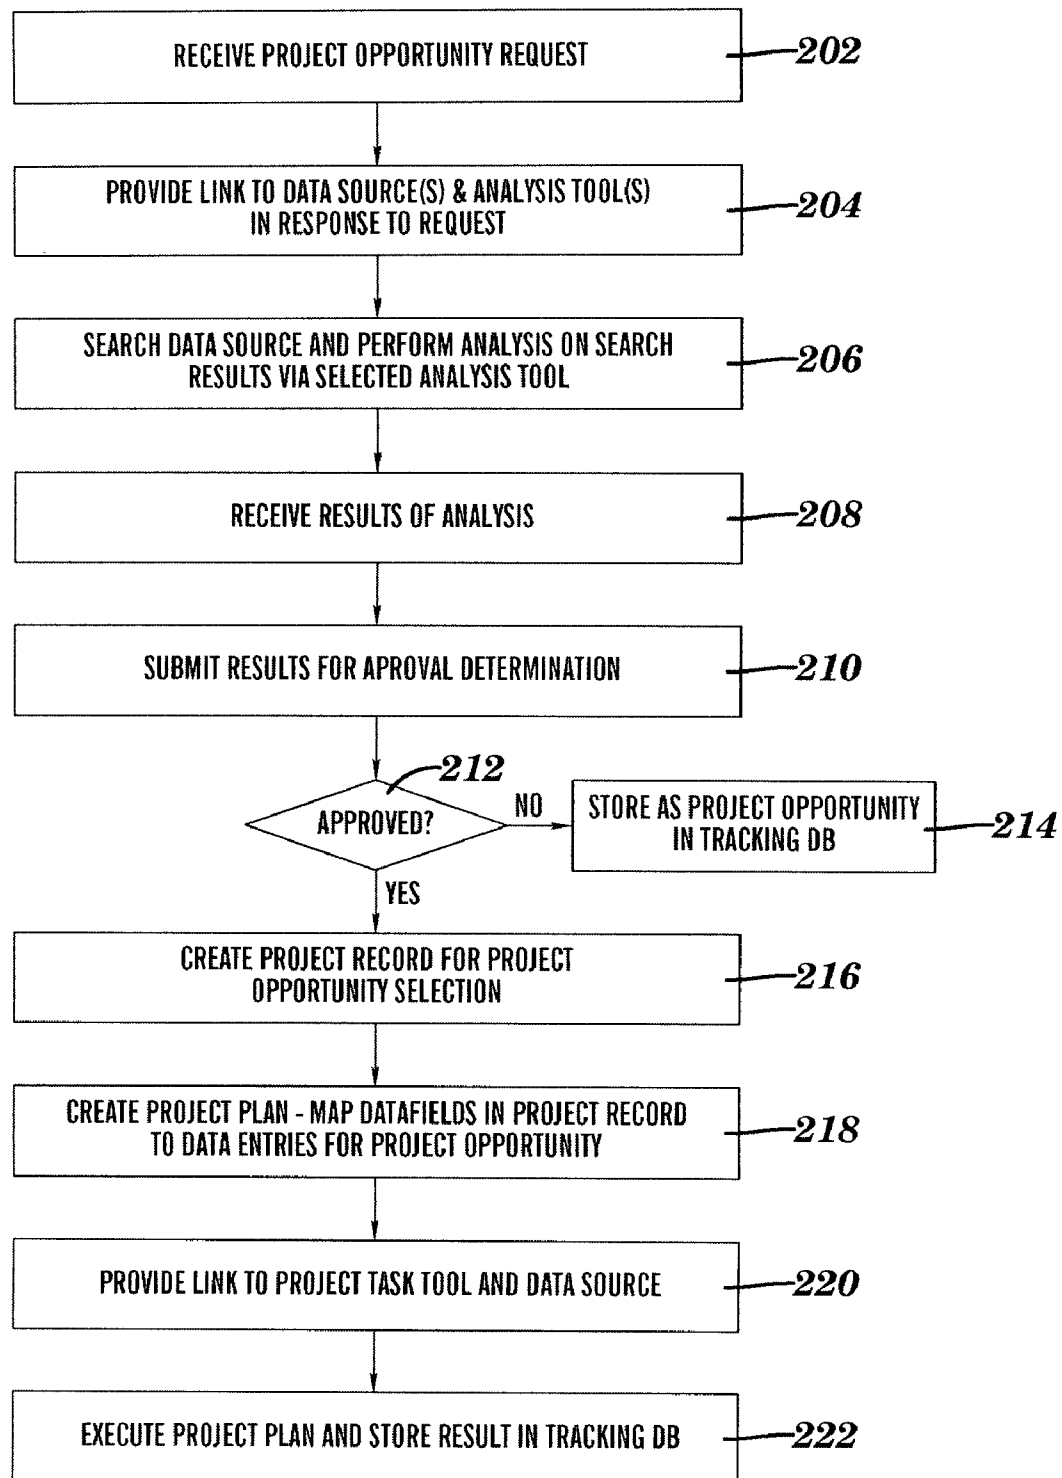 RECEIVE PROJECT OPPORTUNITY REQUEST
202
PROVIDE LINK TO DATA SOURCE(S) & ANALYSIS TOOL(S)
IN RESPONSE TO REQUEST
204
SEARCH DATA SOURCE AND PERFORM ANALYSIS ON SEARCH
RESULTS VIA SELECTED ANALYSIS TOOL
206
RECEIVE RESULTS OF ANALYSIS
208
SUBMIT RESULTS FOR APROVAL DETERMINATION
210
212
APPROVED?
NO
STORE AS PROJECT OPPORTUNITY
IN TRACKING DB
214
YES
CREATE PROJECT RECORD FOR PROJECT
OPPORTUNITY SELECTION
216
CREATE PROJECT PLAN - MAP DATAFIELDS IN PROJECT RECORD
TO DATA ENTRIES FOR PROJECT OPPORTUNITY
218
PROVIDE LINK TO PROJECT TASK TOOL AND DATA SOURCE
220
EXECUTE PROJECT PLAN AND STORE RESULT IN TRACKING DB
222